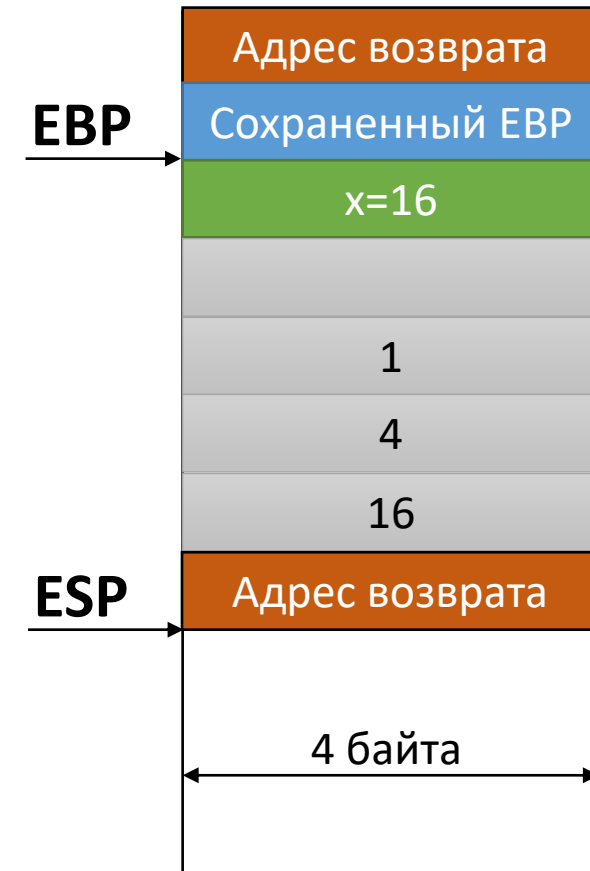 Адрес возврата
EBP
Сохраненный EBP
x=16
1
4
16
ESP
Адрес возврата
4 байта